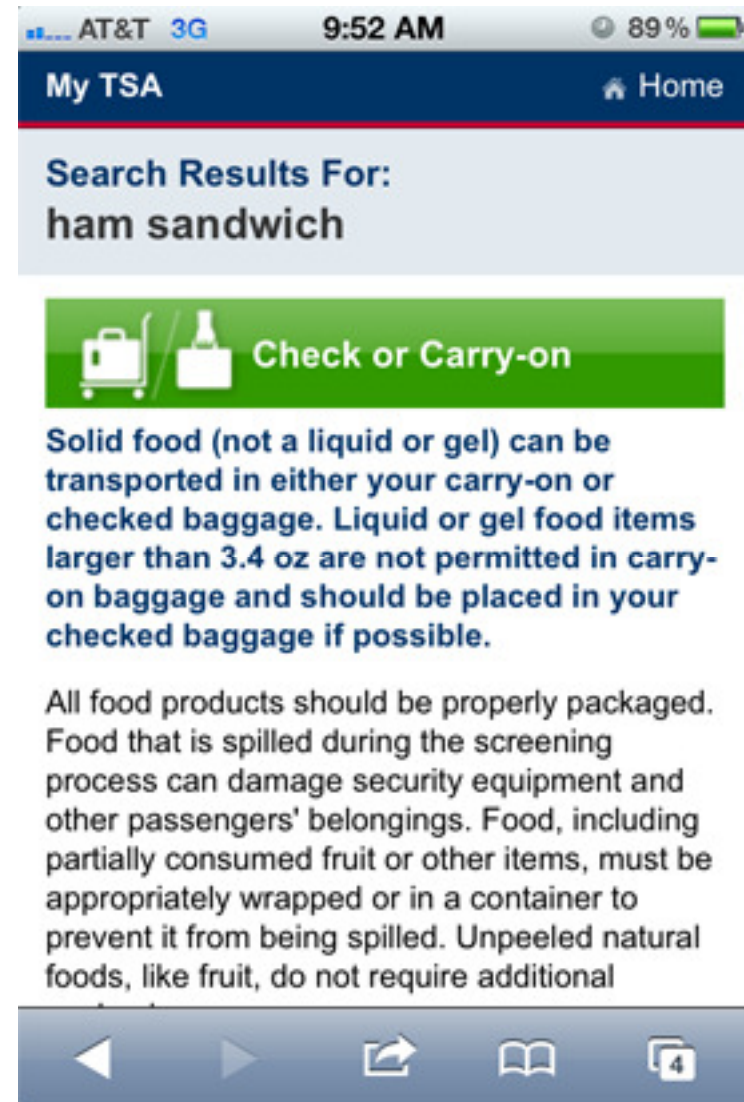 AT&T 3G 9:52 AM 89%
My TSA Home
Search Results For:
ham sandwich
Check or Carry-on
Solid food (not a liquid or gel) can be
transported in either your carry-on or
checked baggage. Liquid or gel food items
larger than 3.4 oz are not permitted in carry-
on baggage and should be placed in your
checked baggage if possible.
All food products should be properly packaged.
Food that is spilled during the screening
process can damage security equipment and
other passengers' belongings. Food, including
partially consumed fruit or other items, must be
appropriately wrapped or in a container to
prevent it from being spilled. Unpeeled natural
foods, like fruit, do not require additional
4